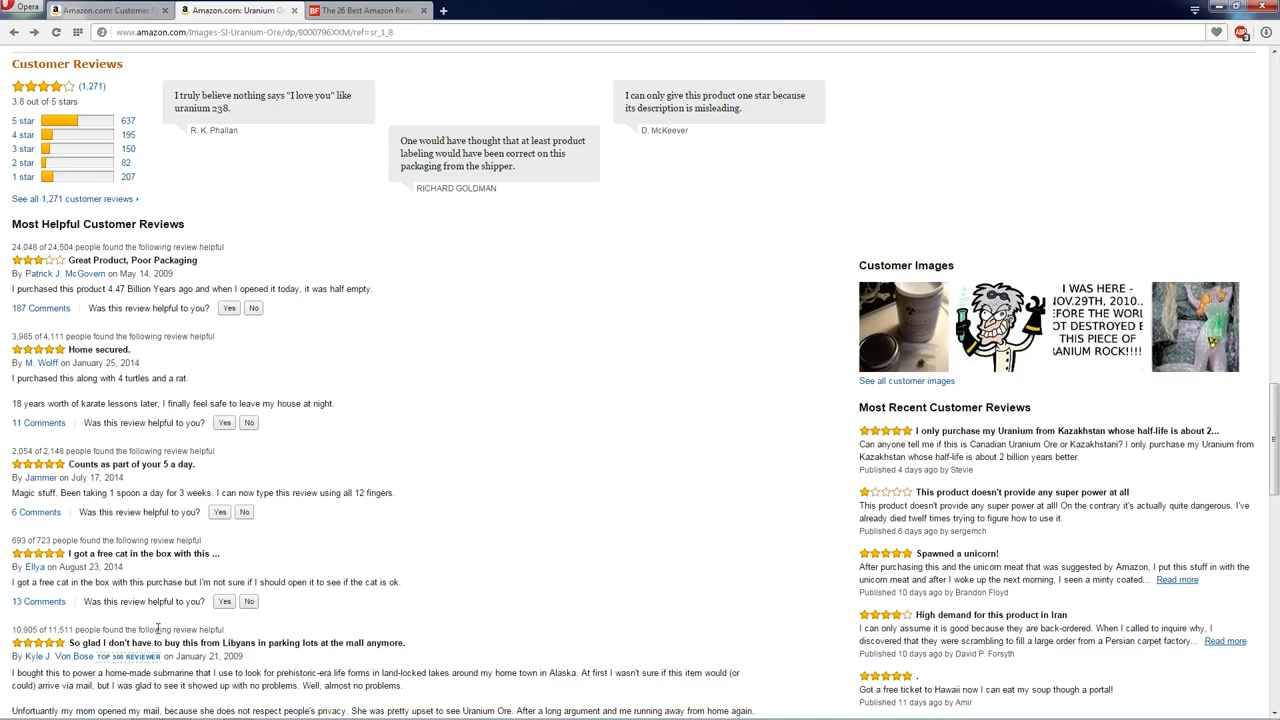 Opera
Amazon.com: Customer
Amazon.com: Uranium Or
The 26 Best Amazon Rev
www.amazon.com/Images-SI-Uranium-Ore/dp/B000796XXM/ref=sr_1_8
Customer Reviews
(1,271)
3.8 out of 5 stars
5 star 637
4 star 195
3 star 150
2 star 82
1 star 207
See all 1,271 customer reviews ›
I truly believe nothing says "I love you" like
uranium 238.
R. K. Phallan
One would have thought that at least product
labeling would have been correct on this
packaging from the shipper.
RICHARD GOLDMAN
I can only give this product one star because
its description is misleading.
D. McKeever
Most Helpful Customer Reviews
24,048 of 24,504 people found the following review helpful
Great Product, Poor Packaging
By Patrick J. McGovern on May 14, 2009
I purchased this product 4.47 Billion Years ago and when I opened it today, it was half empty.
187 Comments | Was this review helpful to you? Yes No
3,985 of 4,111 people found the following review helpful
Home secured.
By M. Wolff on January 25, 2014
I purchased this along with 4 turtles and a rat.
18 years worth of karate lessons later, I finally feel safe to leave my house at night.
11 Comments | Was this review helpful to you? Yes No
2,054 of 2,148 people found the following review helpful
Counts as part of your 5 a day.
By Jammer on July 17, 2014
Magic stuff. Been taking 1 spoon a day for 3 weeks. I can now type this review using all 12 fingers.
6 Comments | Was this review helpful to you? Yes No
693 of 723 people found the following review helpful
I got a free cat in the box with this ...
By Ellya on August 23, 2014
I got a free cat in the box with this purchase but I'm not sure if I should open it to see if the cat is ok.
13 Comments | Was this review helpful to you? Yes No
10,905 of 11,511 people found the following review helpful
So glad I don't have to buy this from Libyans in parking lots at the mall anymore.
By Kyle J. Von Bose TOP 500 REVIEWER on January 21, 2009
I bought this to power a home-made submarine that I use to look for prehistoric-era life forms in land-locked lakes around my home town in Alaska. At first I wasn't sure if this item would (or
could) arrive via mail, but I was glad to see it showed up with no problems. Well, almost no problems.
Unfortunatly my mom opened my mail, because she does not respect people's privacy. She was pretty upset to see Uranium Ore. After a long argument and me running away from home again,
Customer Images
I WAS HERE -
NOV.29TH, 2010..
EFORE THE WORL
OT DESTROYED B
THIS PIECE OF
RANIUM ROCK!!!!
See all customer images
Most Recent Customer Reviews
I only purchase my Uranium from Kazakhstan whose half-life is about 2...
Can anyone tell me if this is Canadian Uranium Ore or Kazakhstani? I only purchase my Uranium from
Kazakhstan whose half-life is about 2 billion years better.
Published 4 days ago by Stevie
This product doesn't provide any super power at all
This product doesn't provide any super power at all! On the contrary it's actually quite dangerous. I've
already died twelf times trying to figure how to use it.
Published 6 days ago by sergemch
Spawned a unicorn!
After purchasing this and the unicorn meat that was suggested by Amazon, I put this stuff in with the
unicorn meat and after I woke up the next morning, I seen a minty coated... Read more
Published 10 days ago by Brandon Floyd
High demand for this product in Iran
I can only assume it is good because they are back-ordered. When I called to inquire why, I
discovered that they were scrambling to fill a large order from a Persian carpet factory... Read more
Published 10 days ago by David P. Forsyth
.
Got a free ticket to Hawaii now I can eat my soup though a portal!
Published 11 days ago by Amir